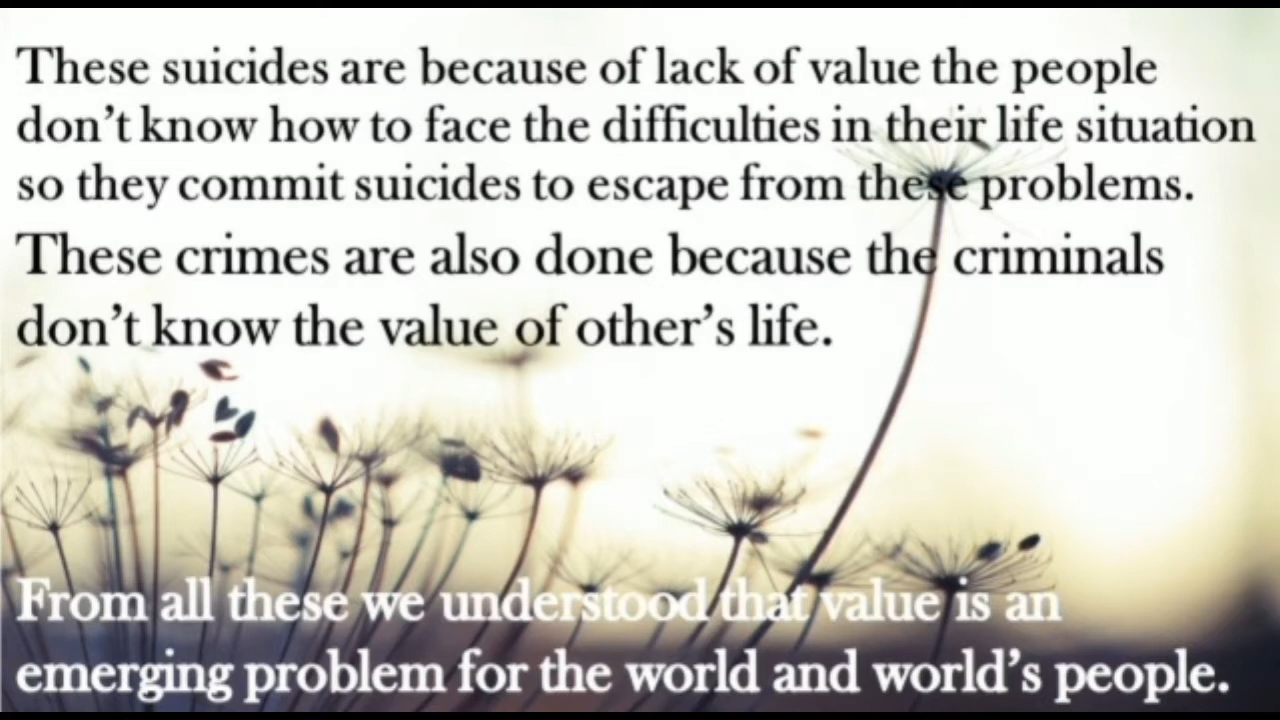 These suicides are because of lack of value the people
don't know how to face the difficulties in their life situation
so they commit suicides to escape from these problems.
These crimes are also done because the criminals
don't know the value of other's life.
From all these we understood that value is an
emerging problem for the world and world's people.